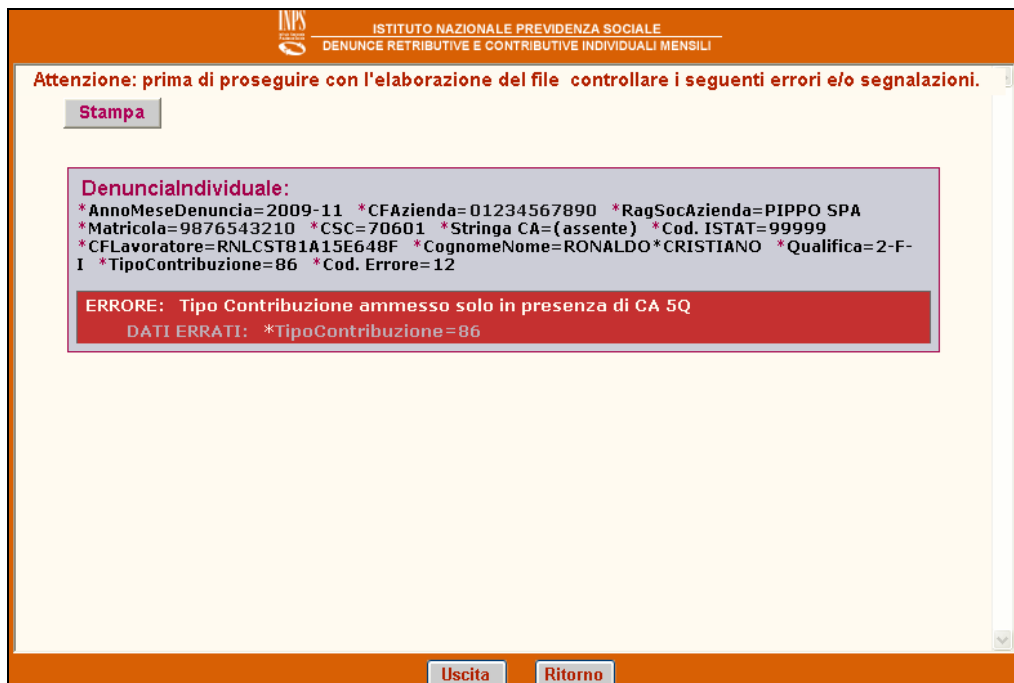 INPS
ISTITUTO NAZIONALE PREVIDENZA SOCIALE
DENUNCE RETRIBUTIVE E CONTRIBUTIVE INDIVIDUALI MENSILI
Attenzione: prima di proseguire con l'elaborazione del file controllare i seguenti errori e/o segnalazioni.
Stampa
DenunciaIndividuale:
*AnnoMeseDenuncia=2009-11 *CFAzienda=01234567890 *RagSocAzienda=PIPPO SPA
*Matricola=9876543210 *CSC=70601 *Stringa CA=(assente) *Cod. ISTAT=99999
*CFLavoratore=RNLCST81A15E648F *CognomeNome=RONALDO*CRISTIANO *Qualifica=2-F-
I *TipoContribuzione=86 *Cod. Errore=12
ERRORE: Tipo Contribuzione ammesso solo in presenza di CA 5Q
DATI ERRATI: *TipoContribuzione=86
Uscita
Ritorno